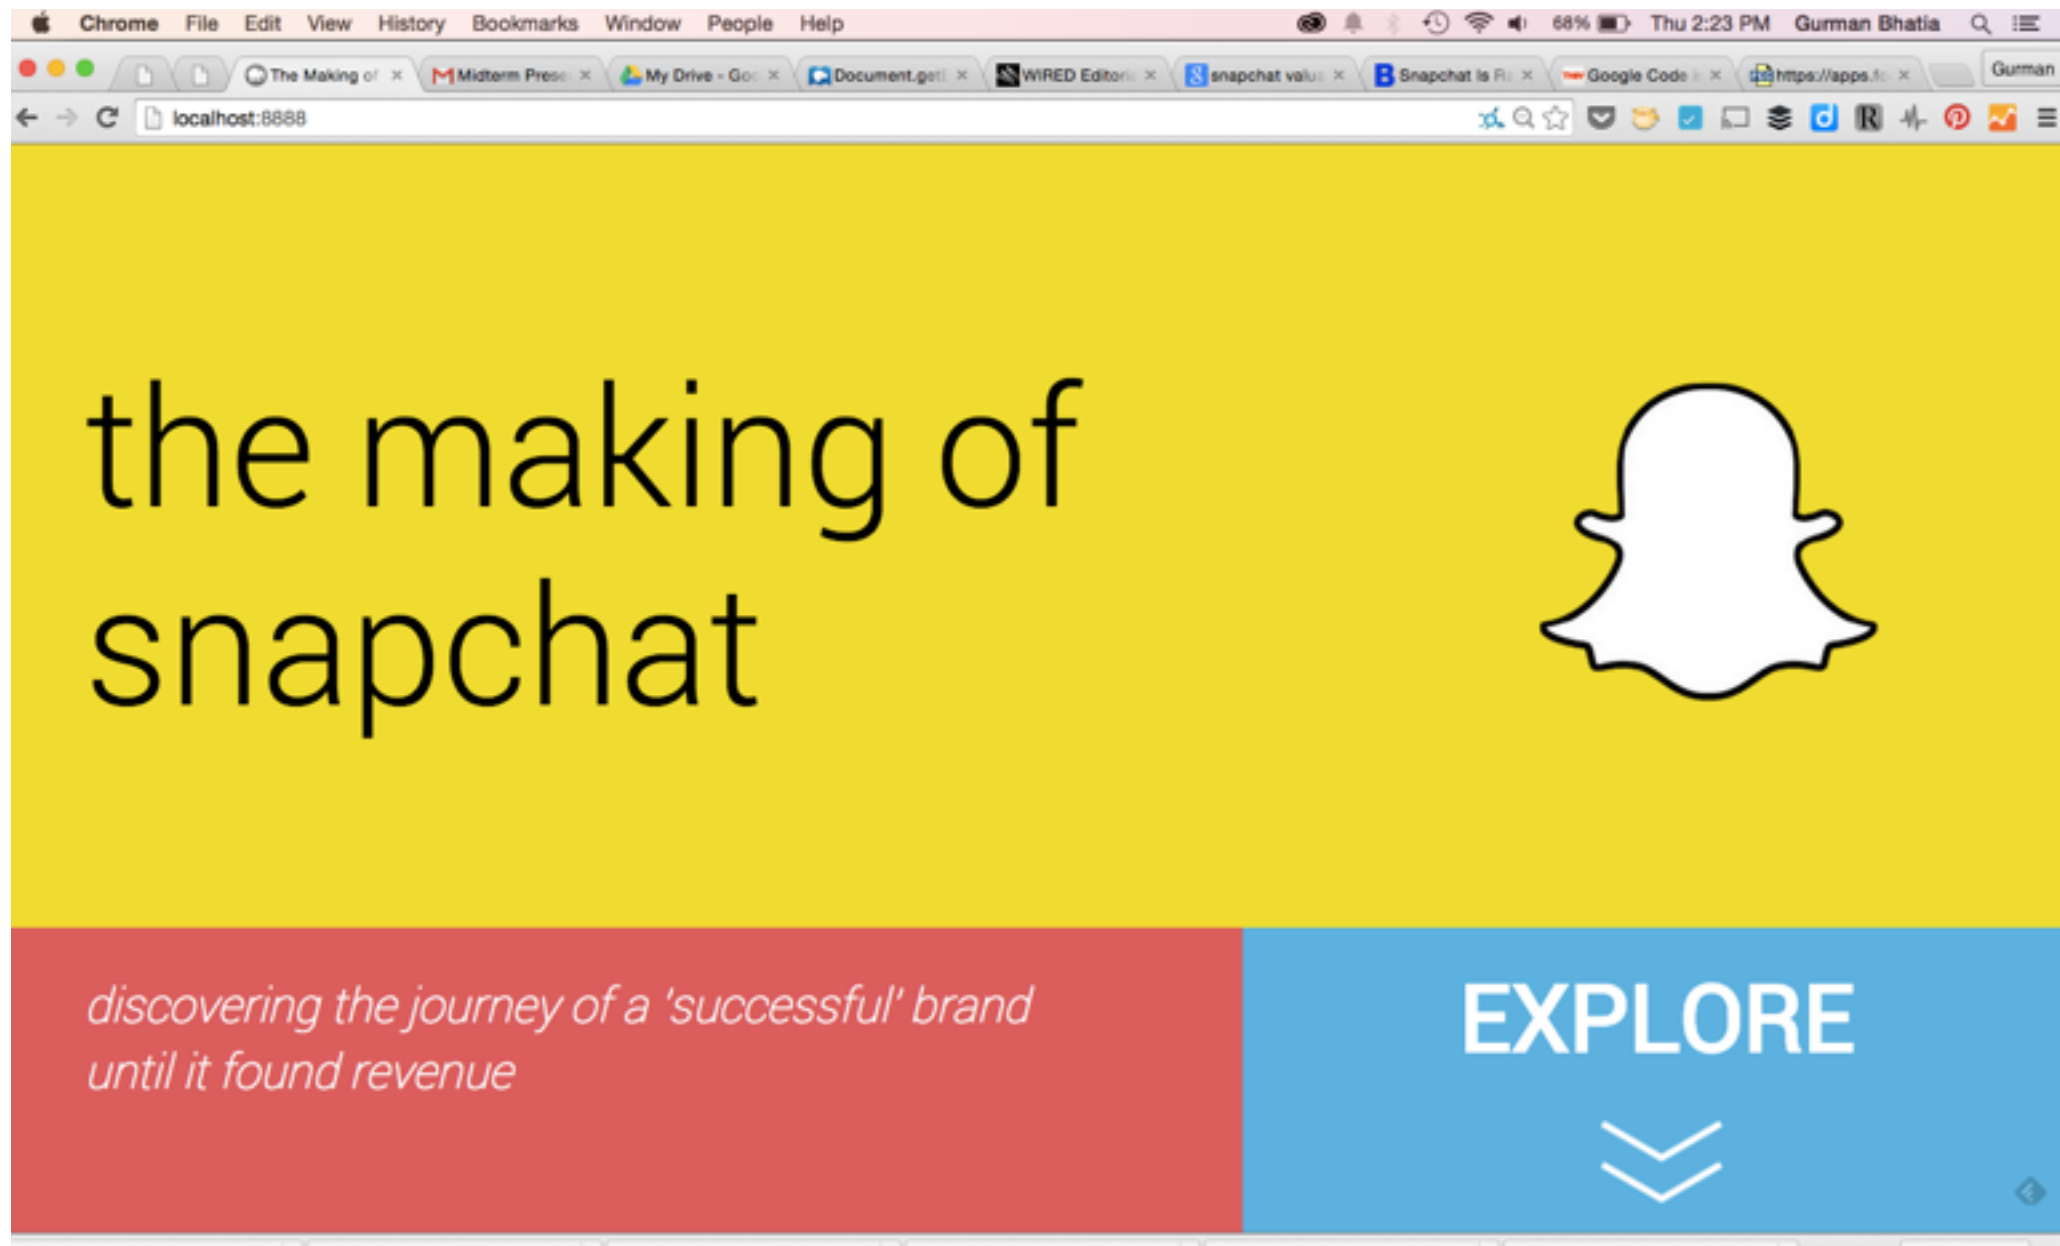 Chrome File Edit View History Bookmarks Window People Help 68% Thu 2:23 PM Gurman Bhatia
The Making of Midterm Prese My Drive - Goo Document.get WIRED Editori snapchat valu Snapchat Is R Google Code https://apps.f Gurman
localhost:8888
the making of
snapchat
discovering the journey of a 'successful' brand
until it found revenue
EXPLORE